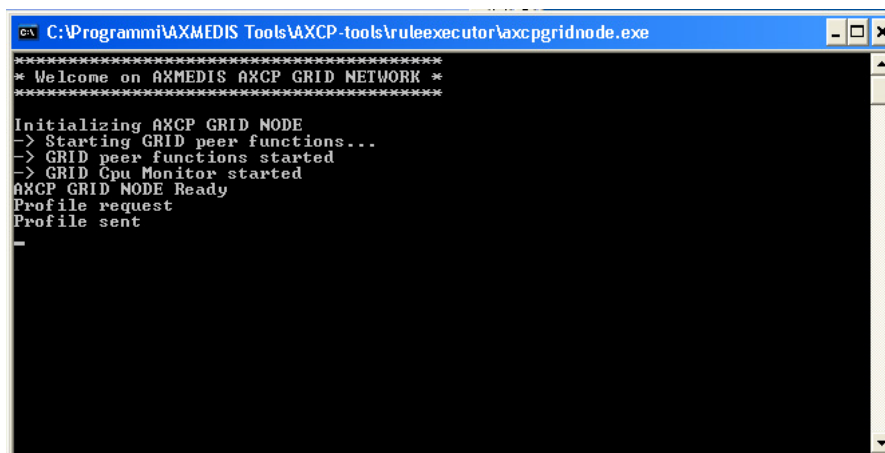 C:\Programmi\AXMEDIS Tools\AXCP-tools\ruleexecutor\axcpgridnode.exe
*****************************************
* Welcome on AXMEDIS AXCP GRID NETWORK *
*****************************************
Initializing AXCP GRID NODE
-> Starting GRID peer functions...
-> GRID peer functions started
-> GRID Cpu Monitor started
AXCP GRID NODE Ready
Profile request
Profile sent